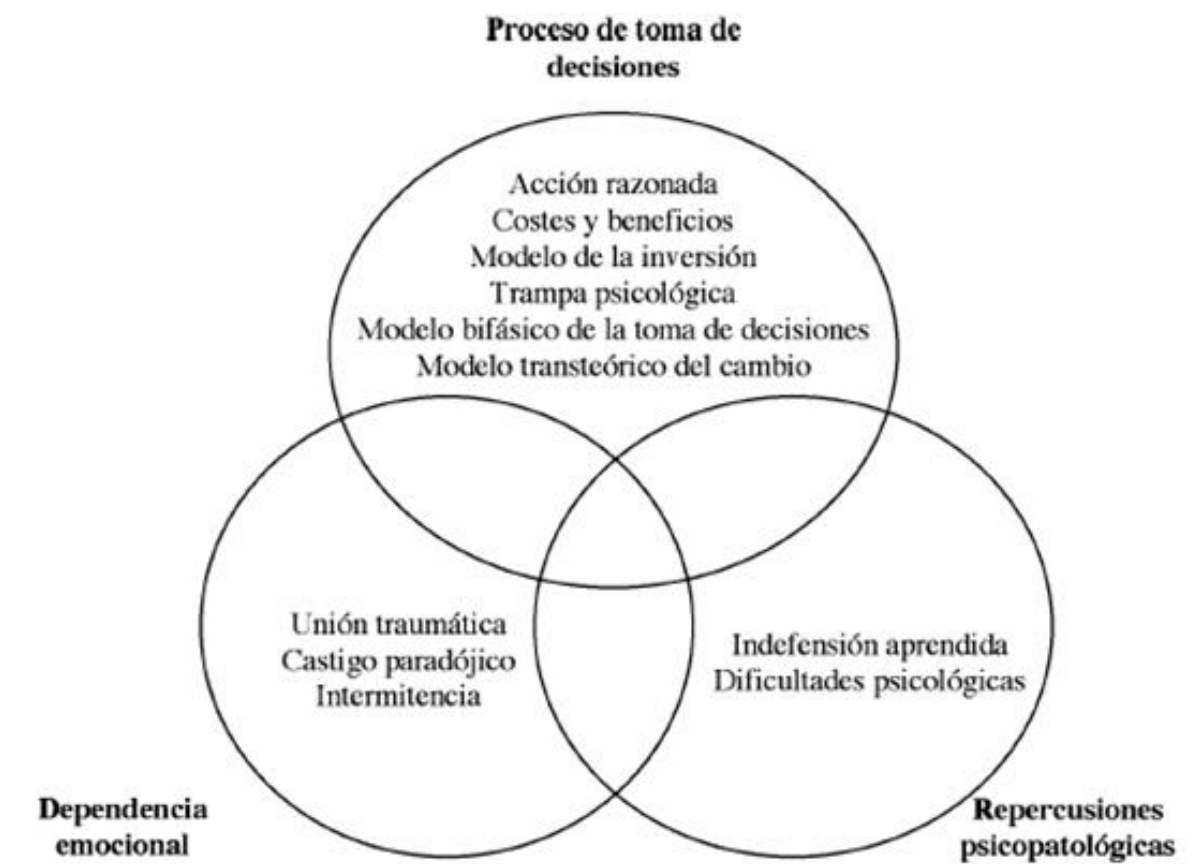 Proceso de toma de
decisiones
Acción razonada
Costes y beneficios
Modelo de la inversión
Trampa psicológica
Modelo bifásico de la toma de decisiones
Modelo transteórico del cambio
Unión traumática
Castigo paradójico
Intermitencia
Indefensión aprendida
Dificultades psicológicas
Dependencia
emocional
Repercusiones
psicopatológicas